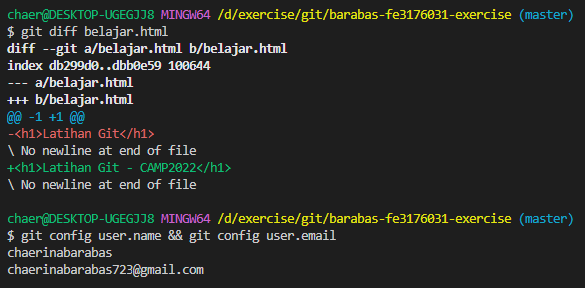 chaer@DESKTOP-UGEGJJ8 MINGW64 /d/exercise/git/barabas-fe3176031-exercise (master)
$ git diff belajar.html
diff --git a/belajar.html b/belajar.html
index db299d0..dbb0e59 100644
--- a/belajar.html
+++ b/belajar.html
@@ -1 +1 @@
-<h1>Latihan Git</h1>
\ No newline at end of file
+<h1>Latihan Git - CAMP2022</h1>
\ No newline at end of file
chaer@DESKTOP-UGEGJJ8 MINGW64 /d/exercise/git/barabas-fe3176031-exercise (master)
$ git config user.name && git config user.email
chaerinabarabas
chaerinabarabas723@gmail.com